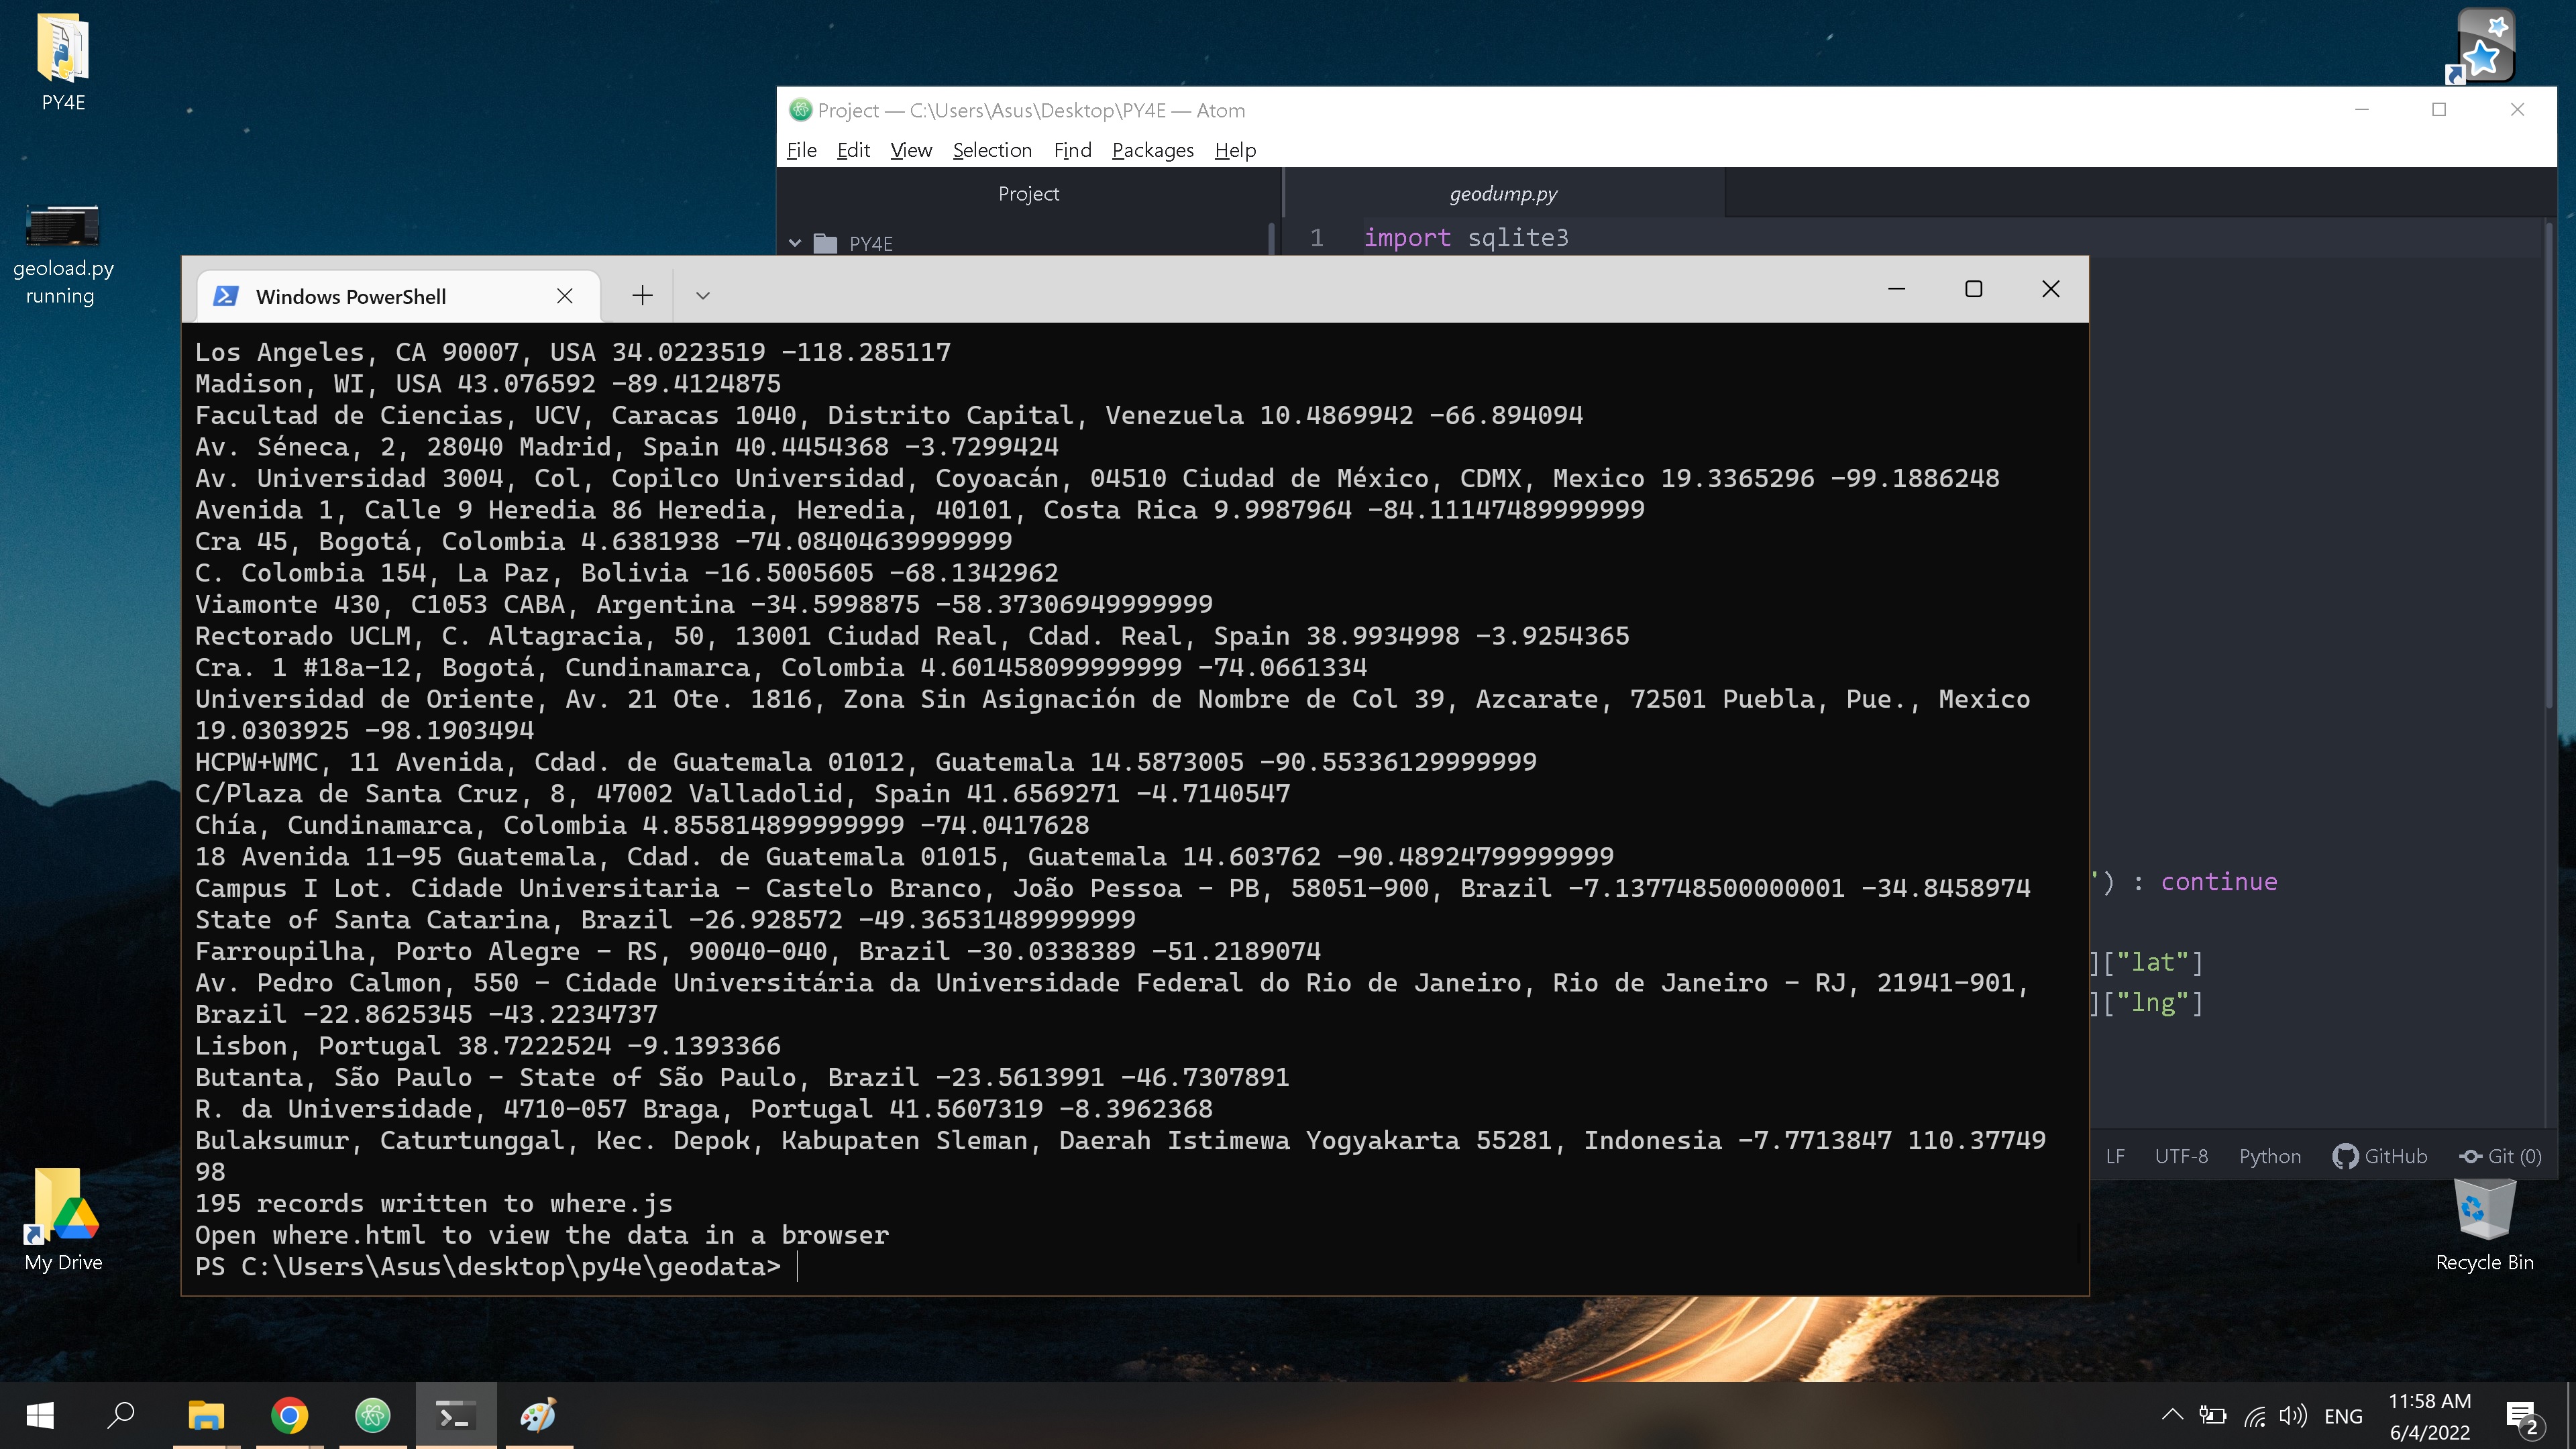 PY4E
geoload.py
running
Project — C:\Users\Asus\Desktop\PY4E — Atom
File Edit View Selection Find Packages Help
Project
geodump.py
PY4E
1 import sqlite3
Windows PowerShell
Los Angeles, CA 90007, USA 34.0223519 -118.285117
Madison, WI, USA 43.076592 -89.4124875
Facultad de Ciencias, UCV, Caracas 1040, Distrito Capital, Venezuela 10.4869942 -66.894094
Av. Séneca, 2, 28040 Madrid, Spain 40.4454368 -3.7299424
Av. Universidad 3004, Col, Copilco Universidad, Coyoacán, 04510 Ciudad de México, CDMX, Mexico 19.3365296 -99.1886248
Avenida 1, Calle 9 Heredia 86 Heredia, Heredia, 40101, Costa Rica 9.9987964 -84.11147489999999
Cra 45, Bogotá, Colombia 4.6381938 -74.08404639999999
C. Colombia 154, La Paz, Bolivia -16.5005605 -68.1342962
Viamonte 430, C1053 CABA, Argentina -34.5998875 -58.37306949999999
Rectorado UCLM, C. Altagracia, 50, 13001 Ciudad Real, Cdad. Real, Spain 38.9934998 -3.9254365
Cra. 1 #18a-12, Bogotá, Cundinamarca, Colombia 4.601458099999999 -74.0661334
Universidad de Oriente, Av. 21 Ote. 1816, Zona Sin Asignación de Nombre de Col 39, Azcarate, 72501 Puebla, Pue., Mexico
19.0303925 -98.1903494
HCPW+WMC, 11 Avenida, Cdad. de Guatemala 01012, Guatemala 14.5873005 -90.55336129999999
C/Plaza de Santa Cruz, 8, 47002 Valladolid, Spain 41.6569271 -4.7140547
Chía, Cundinamarca, Colombia 4.855814899999999 -74.0417628
18 Avenida 11-95 Guatemala, Cdad. de Guatemala 01015, Guatemala 14.603762 -90.48924799999999
Campus I Lot. Cidade Universitaria - Castelo Branco, João Pessoa - PB, 58051-900, Brazil -7.137748500000001 -34.8458974
State of Santa Catarina, Brazil -26.928572 -49.36531489999999
Farroupilha, Porto Alegre - RS, 90040-040, Brazil -30.0338389 -51.2189074
Av. Pedro Calmon, 550 - Cidade Universitária da Universidade Federal do Rio de Janeiro, Rio de Janeiro - RJ, 21941-901,
Brazil -22.8625345 -43.2234737
Lisbon, Portugal 38.7222524 -9.1393366
Butanta, São Paulo - State of São Paulo, Brazil -23.5613991 -46.7307891
R. da Universidade, 4710-057 Braga, Portugal 41.5607319 -8.3962368
Bulaksumur, Caturtunggal, Kec. Depok, Kabupaten Sleman, Daerah Istimewa Yogyakarta 55281, Indonesia -7.7713847 110.37749
98
195 records written to where.js
Open where.html to view the data in a browser
PS C:\Users\Asus\desktop\py4e\geodata>
') : continue
]["lat"]
]["lng"]
LF UTF-8 Python GitHub Git (0)
My Drive
Recycle Bin
ENG
11:58 AM
6/4/2022
2